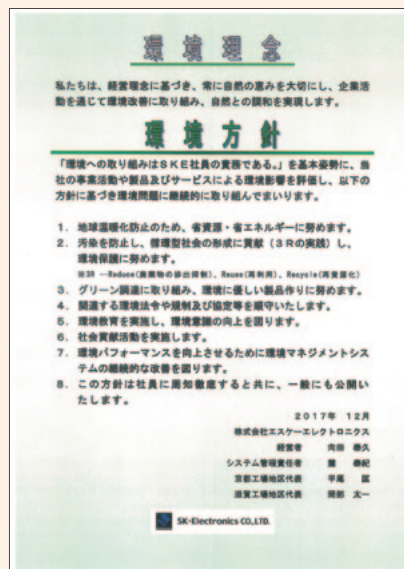 環境理念
私たちは、経営理念に基づき、常に自然の恵みを大切にし、企業活
動を通じて環境改善に取り組み、自然との調和を実現します。
環境方針
「環境への取り組みはSKE社員の責務である。」を基本姿勢に、当
社の事業活動や製品及びサービスによる環境影響を評価し、以下の
方針に基づき環境問題に継続的に取り組んでまいります。
1. 地球温暖化防止のため、省資源・省エネルギーに努めます。
2. 汚染を防止し、循環型社会の形成に貢献(3Rの実践)し、
環境保護に努めます。
※3R ―Reduce(廃棄物の排出抑制)、Reuse(再利用)、Recycle(再資源化)
3. グリーン調達に取り組み、環境に優しい製品作りに努めます。
4. 関連する環境法令や規制及び協定等を順守いたします。
5. 環境教育を実施し、環境意識の向上を図ります。
6. 社会貢献活動を実施します。
7. 環境パフォーマンスを向上させるために環境マネジメントシス
テムの継続的な改善を図ります。
8. この方針は社員に周知徹底すると共に、一般にも公開い
たします。
2017年 12月
株式会社エスケーエレクトロニクス
経営者 向田 泰久
システム管理責任者
京都工場地区代表 平尾
滋賀工場地区代表 岡部 太一
SK-Electronics CO.,LTD.